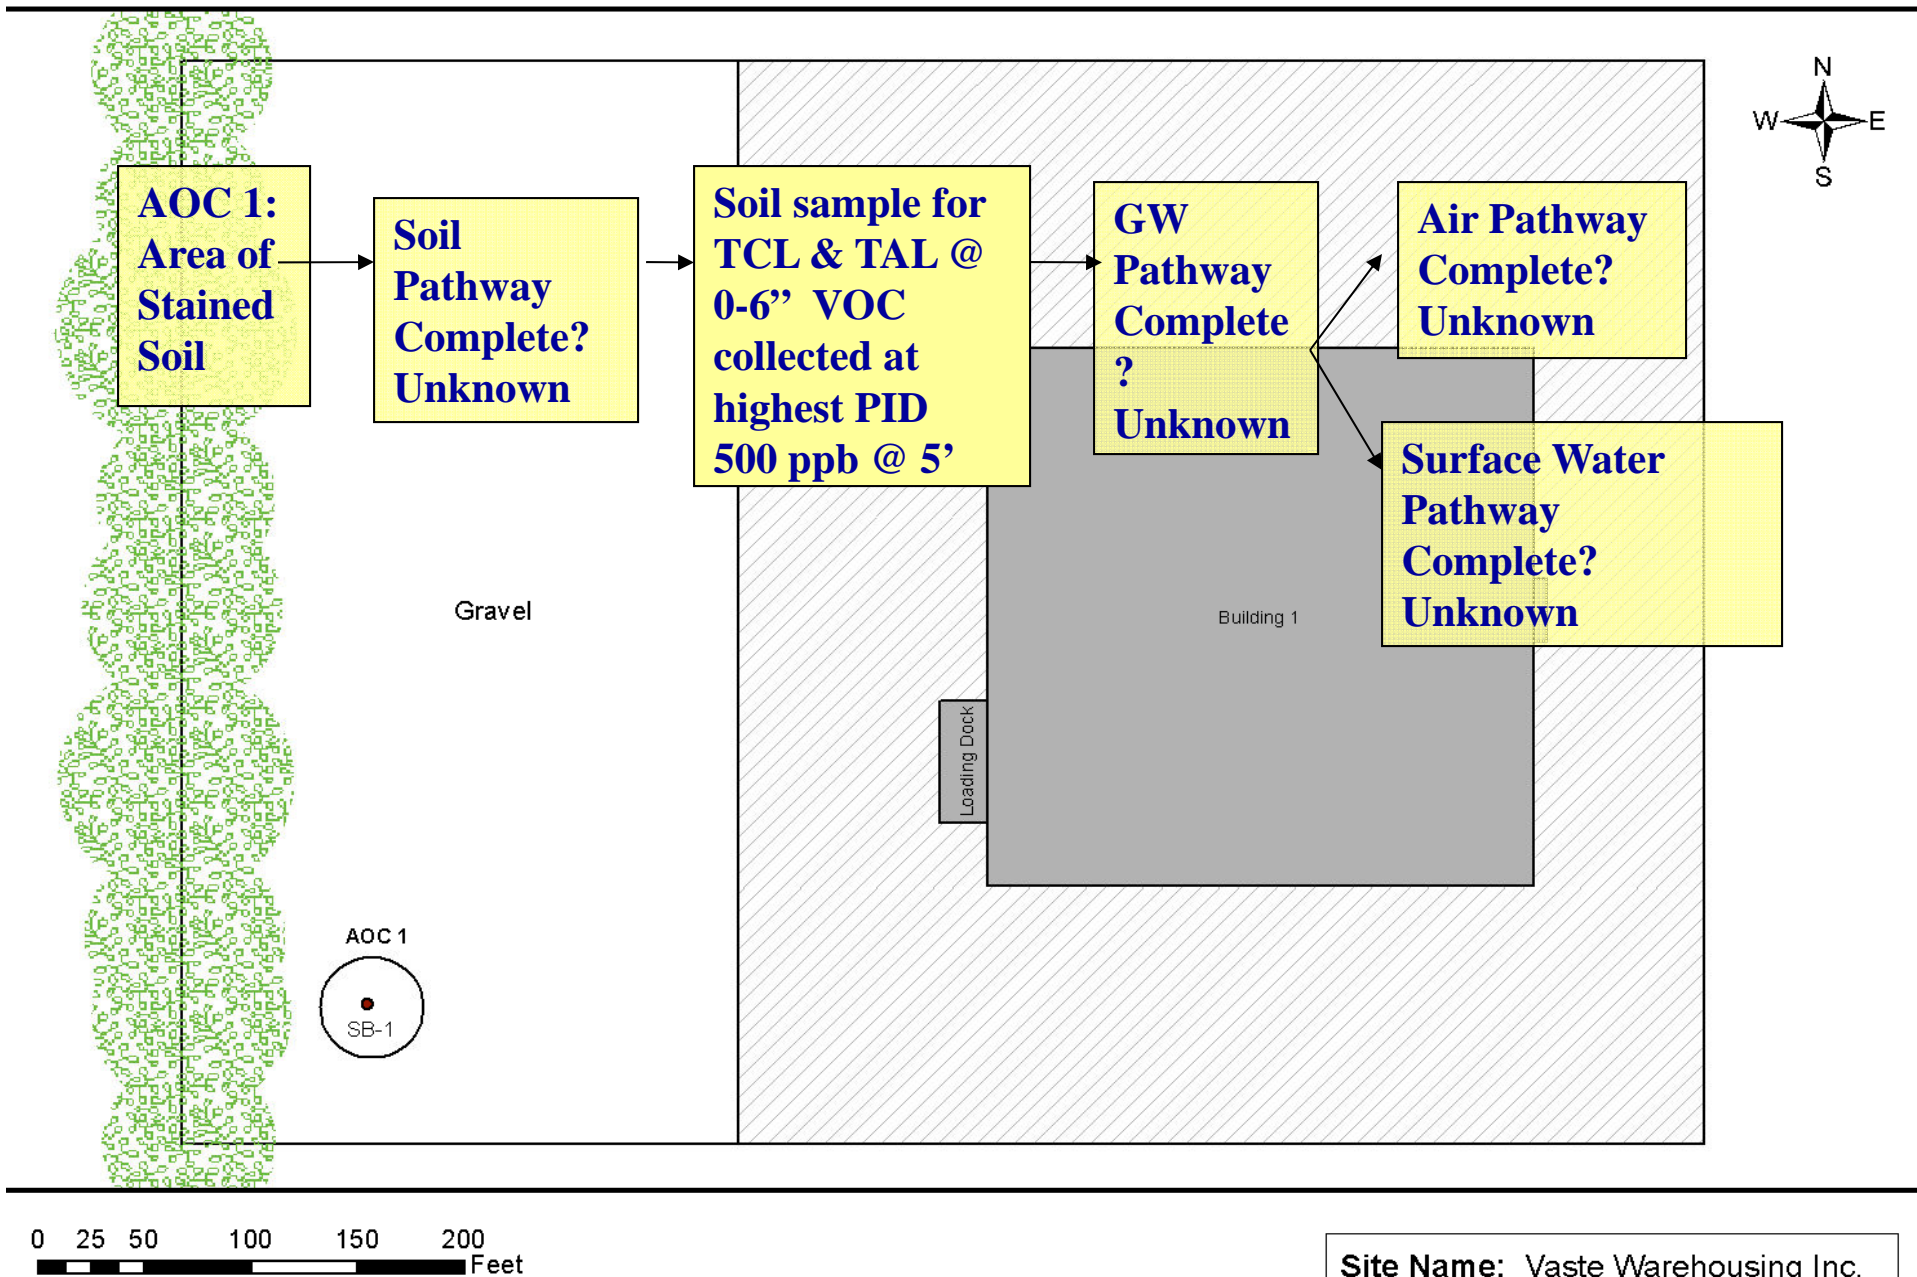 N
W
E
S
AOC 1:
Area of
Stained
Soil
Soil
Pathway
Complete?
Unknown
Soil sample for
TCL & TAL @
0-6” VOC
collected at
highest PID
500 ppb @ 5’
GW
Pathway
Complete
?
Unknown
Air Pathway
Complete?
Unknown
Surface Water
Pathway
Complete?
Unknown
Gravel
Building 1
Loading Dock
AOC 1
SB-1
0 25 50 100 150 200
Feet
Site Name: Vaste Warehousing Inc.